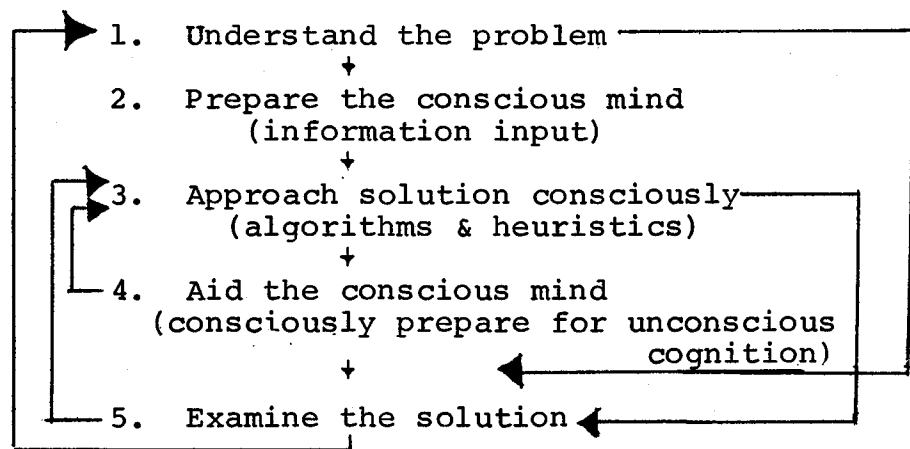 1. Understand the problem
2. Prepare the conscious mind
(information input)
3. Approach solution consciously
(algorithms & heuristics)
4. Aid the conscious mind
(consciously prepare for unconscious
cognition)
5. Examine the solution